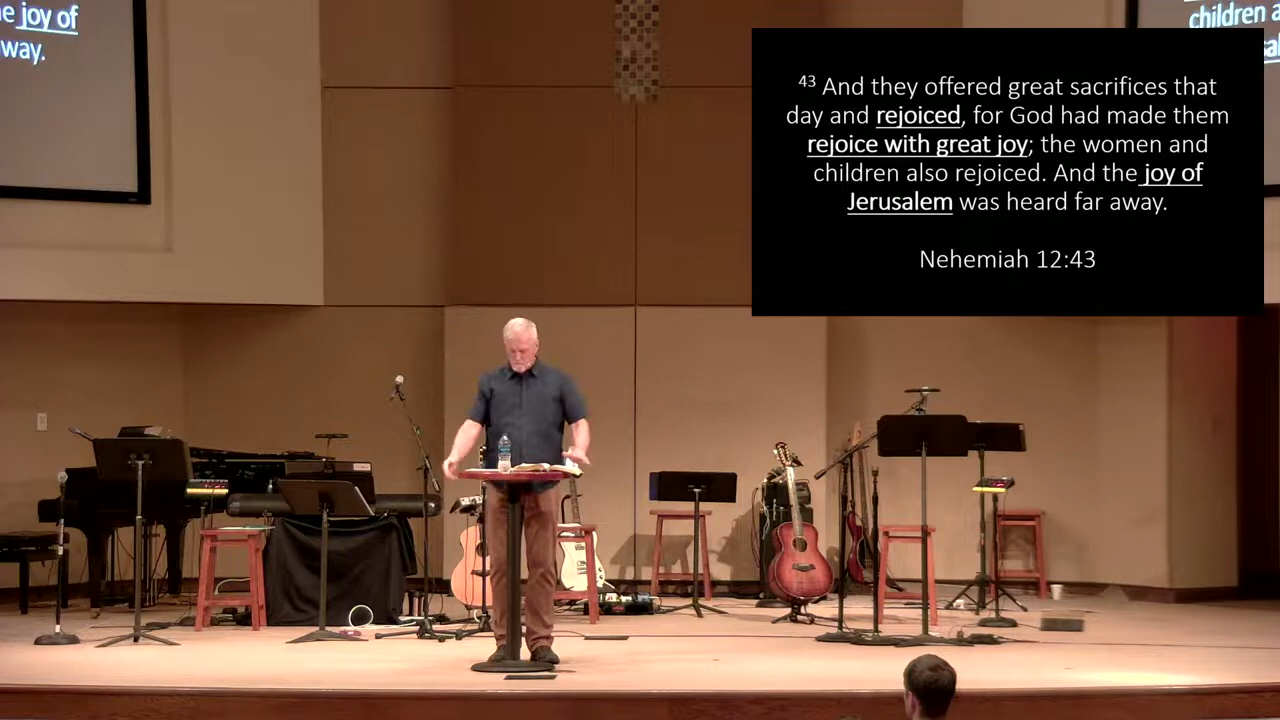 e joy of
way.
children a
43 And they offered great sacrifices that
day and rejoiced, for God had made them
rejoice with great joy; the women and
children also rejoiced. And the joy of
Jerusalem was heard far away.
Nehemiah 12:43